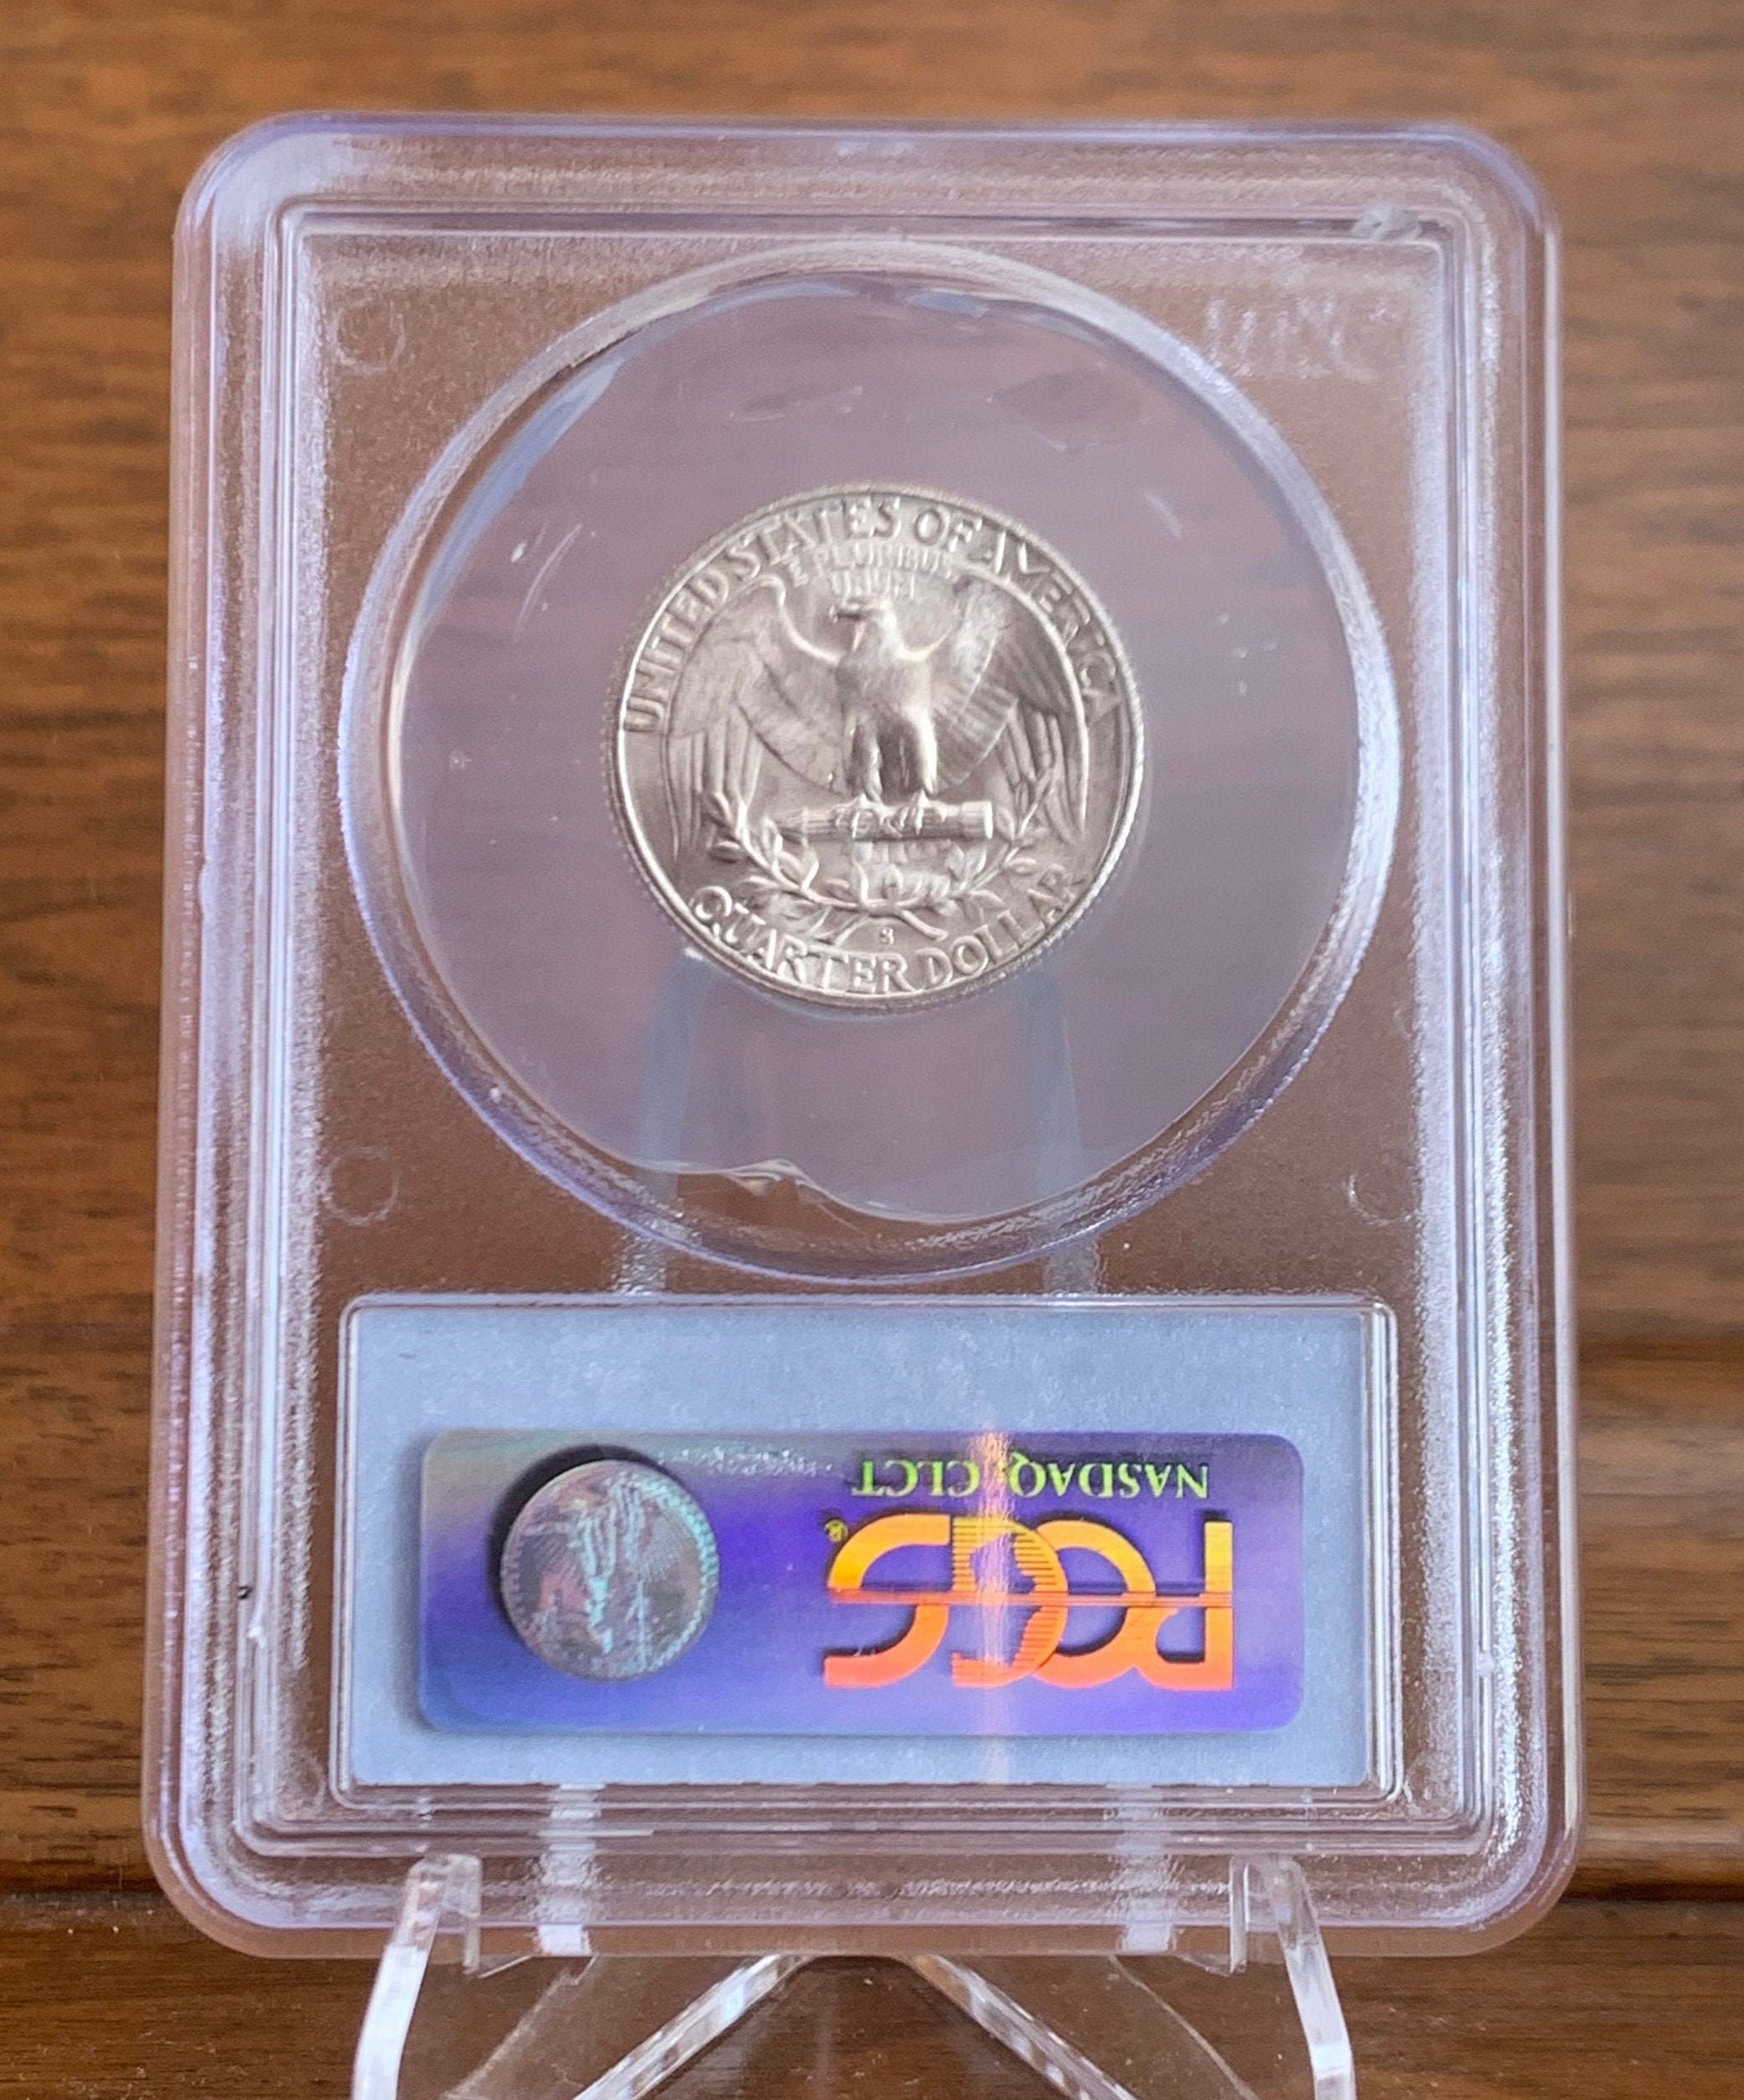 UNITED STATES OF AMERICA
E PLURIBUS
UNUM
S
QUARTER DOLLAR
NASDAQ: CLCT
PCGS®